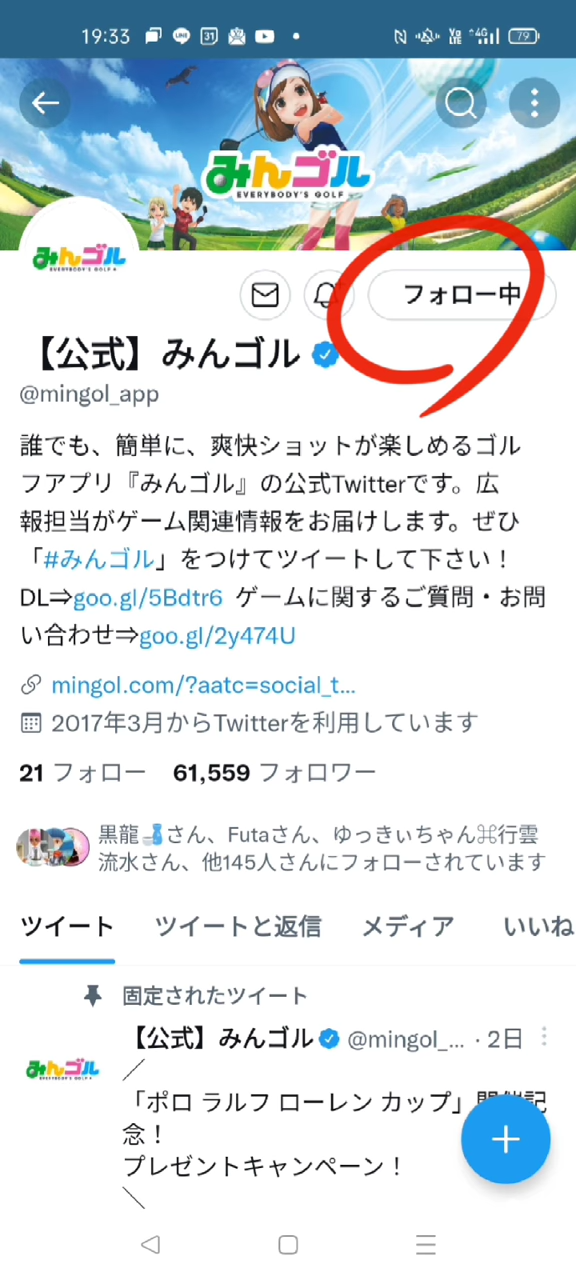 19:33
LINE
31
Vo
LTE
4G
79
みんゴル
EVERYBODY'S GOLF
みんゴル
EVERYBODY'S GOLF
フォロー中
【公式】みんゴル
@mingol_app
誰でも、簡単に、爽快ショットが楽しめるゴル
フアプリ『みんゴル』の公式Twitterです。広
報担当がゲーム関連情報をお届けします。ぜひ
「#みんゴル」をつけてツイートして下さい！
DL⇒goo.gl/5Bdtr6 ゲームに関するご質問・お問
い合わせ⇒goo.gl/2y474U
mingol.com/?aatc=social_t...
2017年3月からTwitterを利用しています
21 フォロー 61,559 フォロワー
黒龍🍶さん、Futaさん、ゆっきぃちゃん⌘行雲
流水さん、他145人さんにフォローされています
ツイート ツイートと返信 メディア いいね
固定されたツイート
みんゴル
【公式】みんゴル @mingol_... · 2日
／
「ポロ ラルフ ローレン カップ」開催記
念！
プレゼントキャンペーン！
＼